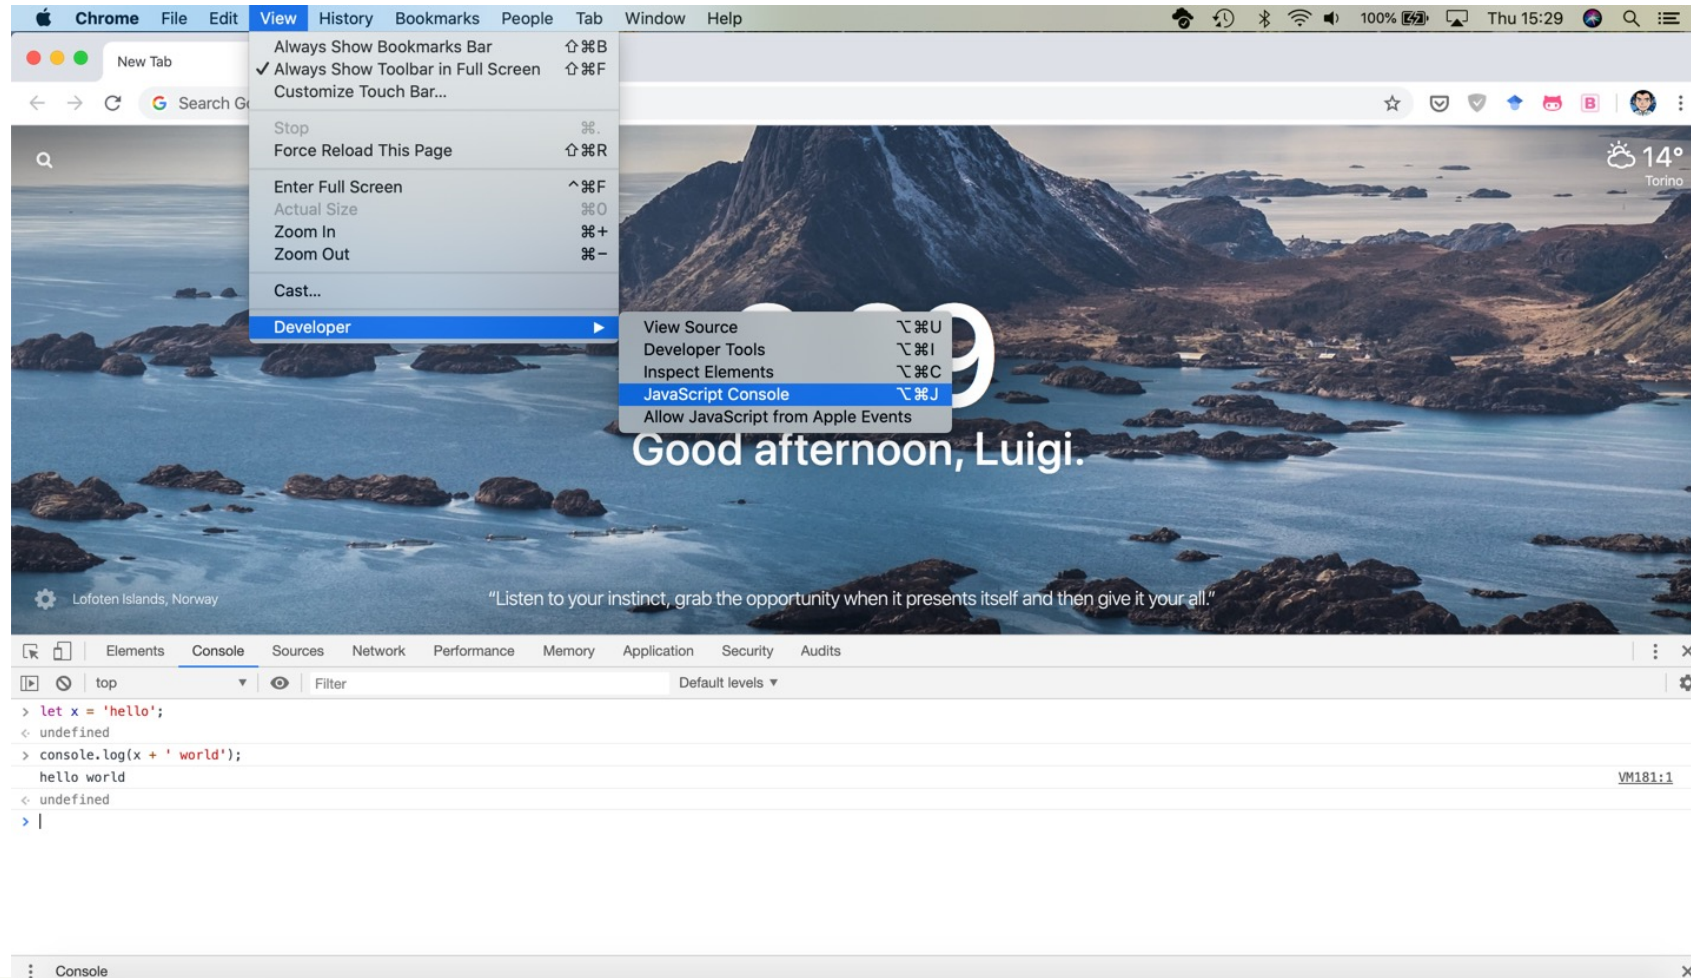 Chrome File Edit View History Bookmarks People Tab Window Help 100% Thu 15:29
New Tab
Search
Always Show Bookmarks Bar ⇧⌘B
✓ Always Show Toolbar in Full Screen ⇧⌘F
Customize Touch Bar...
Stop ⌘.
Force Reload This Page ⇧⌘R
Enter Full Screen ^⌘F
Actual Size ⌘0
Zoom In ⌘+
Zoom Out ⌘−
Cast...
Developer ▶
View Source ⌥⌘U
Developer Tools ⌥⌘I
Inspect Elements ⌥⌘C
JavaScript Console ⌥⌘J
Allow JavaScript from Apple Events
14°
Torino
Good afternoon, Luigi.
Lofoten Islands, Norway
“Listen to your instinct, grab the opportunity when it presents itself and then give it your all.”
Elements Console Sources Network Performance Memory Application Security Audits
top ▼ Filter Default levels ▼
> let x = 'hello';
undefined
> console.log(x + ' world');
hello world VM181:1
undefined
>
Console